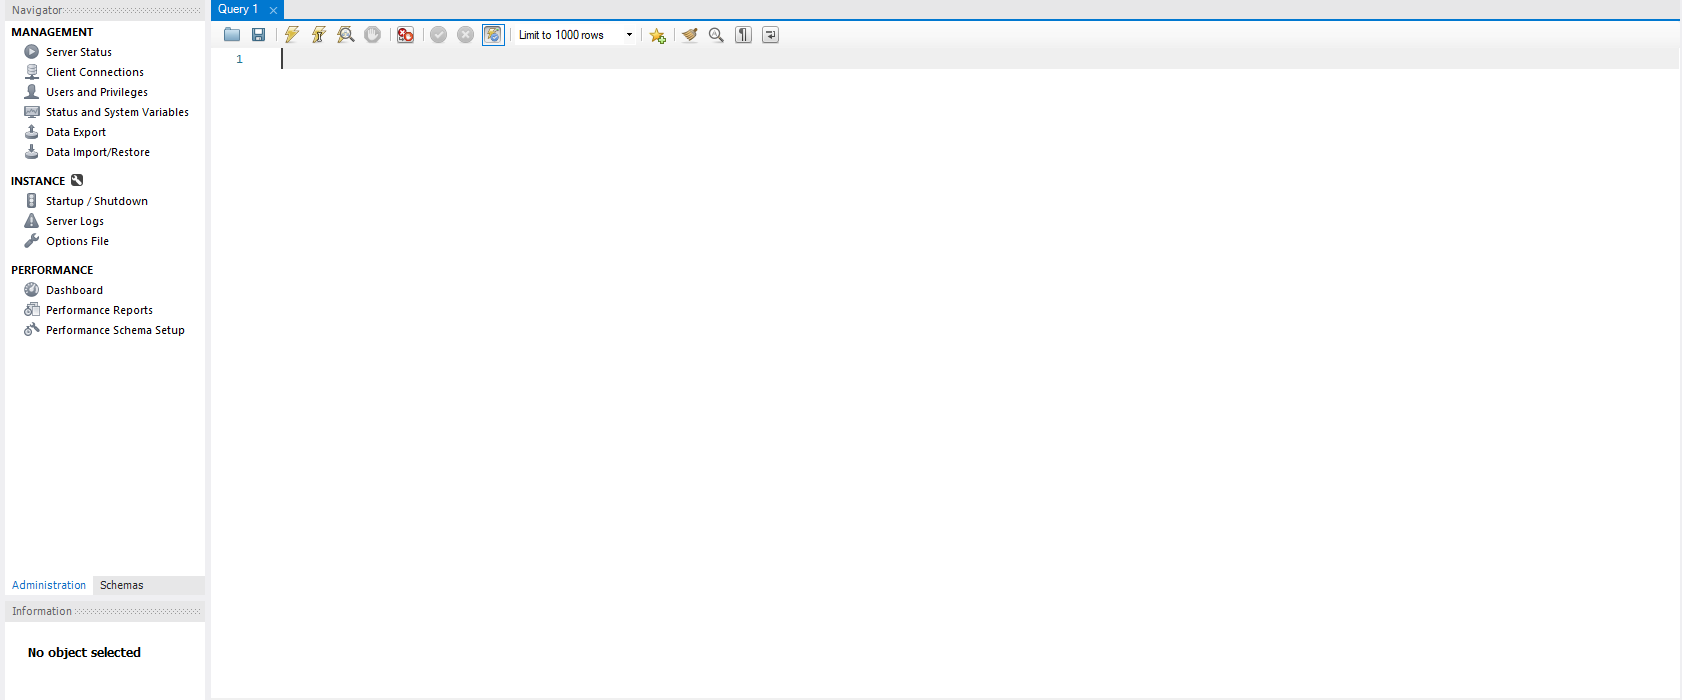 Navigator
MANAGEMENT
Server Status
Client Connections
Users and Privileges
Status and System Variables
Data Export
Data Import/Restore
INSTANCE
Startup / Shutdown
Server Logs
Options File
PERFORMANCE
Dashboard
Performance Reports
Performance Schema Setup
Administration Schemas
Information
No object selected
Query 1
Limit to 1000 rows
1